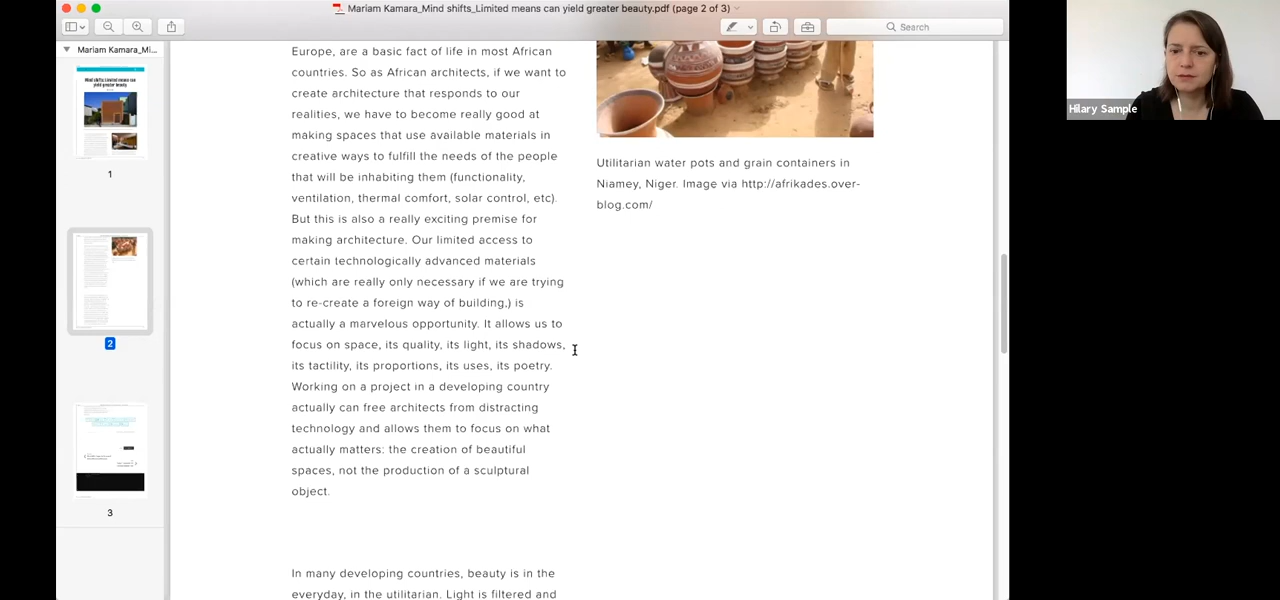 Mariam Kamara_Mind shifts_Limited means can yield greater beauty.pdf (page 2 of 3)
Search
Mariam Kamara_Mi...
Mind shifts: Limited means can
yield greater beauty
1
2
3
Europe, are a basic fact of life in most African
countries. So as African architects, if we want to
create architecture that responds to our
realities, we have to become really good at
making spaces that use available materials in
creative ways to fulfill the needs of the people
that will be inhabiting them (functionality,
ventilation, thermal comfort, solar control, etc).
But this is also a really exciting premise for
making architecture. Our limited access to
certain technologically advanced materials
(which are really only necessary if we are trying
to re-create a foreign way of building,) is
actually a marvelous opportunity. It allows us to
focus on space, its quality, its light, its shadows,
its tactility, its proportions, its uses, its poetry.
Working on a project in a developing country
actually can free architects from distracting
technology and allows them to focus on what
actually matters: the creation of beautiful
spaces, not the production of a sculptural
object.
In many developing countries, beauty is in the
everyday, in the utilitarian. Light is filtered and
Utilitarian water pots and grain containers in
Niamey, Niger. Image via http://afrikades.over-
blog.com/
Hilary Sample